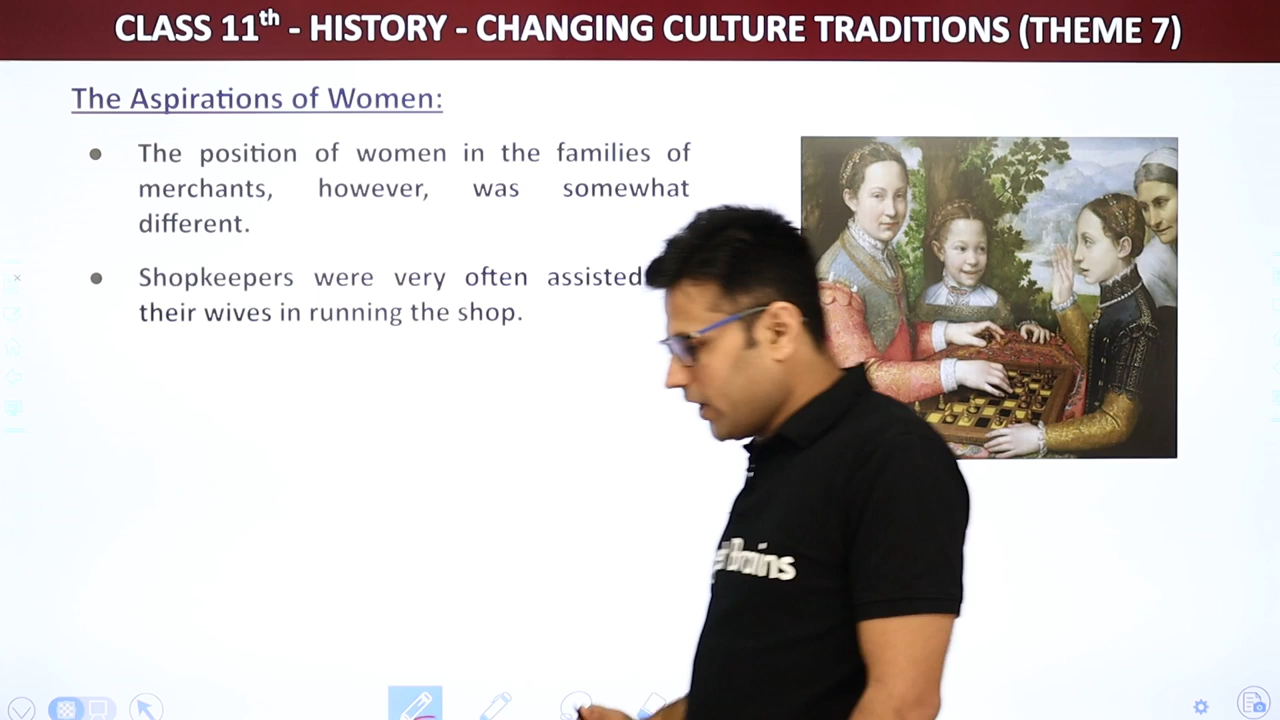 CLASS 11th - HISTORY - CHANGING CULTURE TRADITIONS (THEME 7)
The Aspirations of Women:
● The position of women in the families of
merchants, however, was somewhat
different.
● Shopkeepers were very often assisted
their wives in running the shop.
Brains